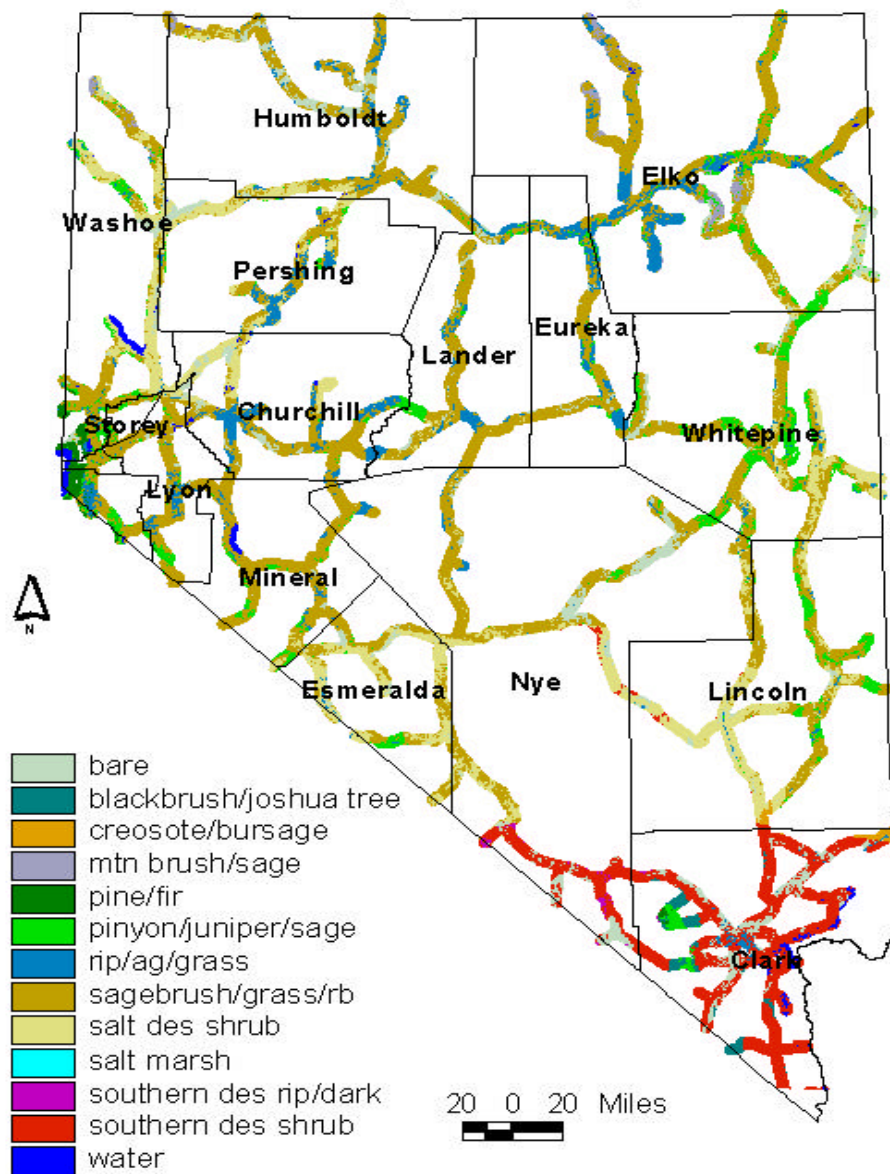 Humboldt
Elko
Washoe
Pershing
Eureka
Lander
Storey
Churchill
Whitepine
Lyon
Mineral
N
Esmeralda
Nye
Lincoln
Clark
bare
blackbrush/joshua tree
creosote/bursage
mtn brush/sage
pine/fir
pinyon/juniper/sage
rip/ag/grass
sagebrush/grass/rb
salt des shrub
salt marsh
southern des rip/dark
southern des shrub
water
20 0 20 Miles